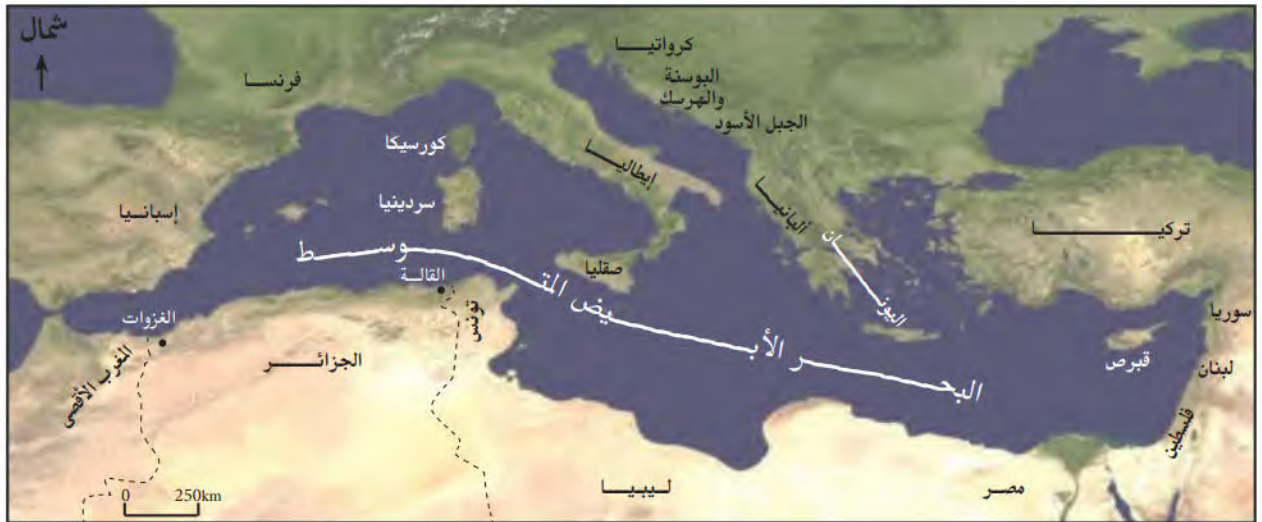 شمال
فرنسا
كرواتيا
البوسنة
والهرسك
الجبل الأسود
كورسيكا
إيطاليا
سردينيا
ألبانيا
إسبانيا
تركيا
اليونان
صقليا
البحر الأبيض المتوسط
القالة
تونس
سوريا
الغزوات
المغرب الأقصى
الجزائر
قبرص
لبنان
فلسطين
ليبيا
مصر
0 250km